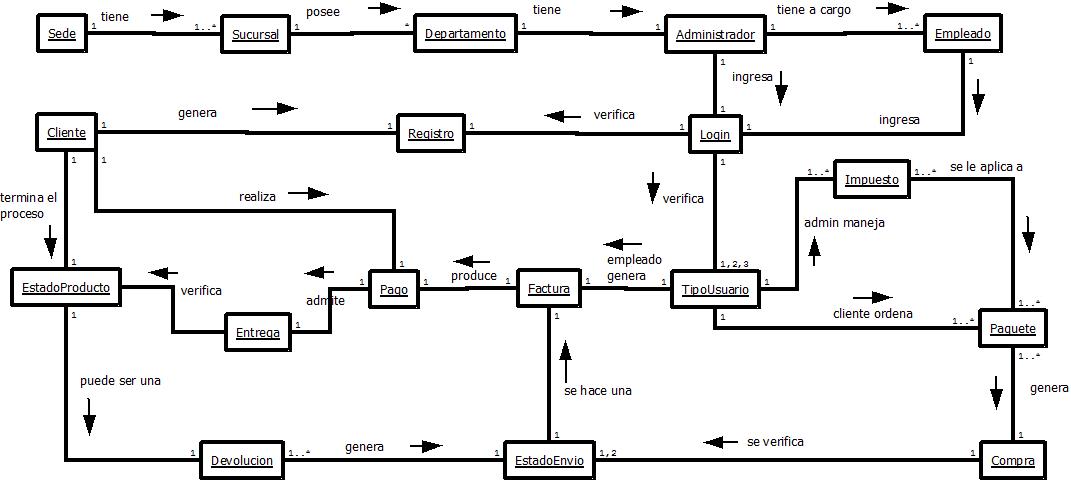 tiene
posee
tiene
tiene a cargo
Sede
1
1..*
Sucursal
1
*
Departamento
1
1
Administrador
1
1..*
Empleado
1
1
ingresa
genera
verifica
ingresa
1
Cliente
1
1
Registro
1
1
Login
1
1
1
1
se le aplica a
1..*
Impuesto
1..*
termina el
proceso
realiza
verifica
admin maneja
empleado
genera
produce
1
1
1,2,3
EstadoProducto
verifica
admite
Pago
1
1
Factura
1
1
TipoUsuario
1
1..*
1
1
Entrega
1
1
1
cliente ordena
1..*
Paquete
1..*
puede ser una
se hace una
genera
1
1
genera
se verifica
1
Devolucion
1..*
1
EstadoEnvio
1,2
1
Compra